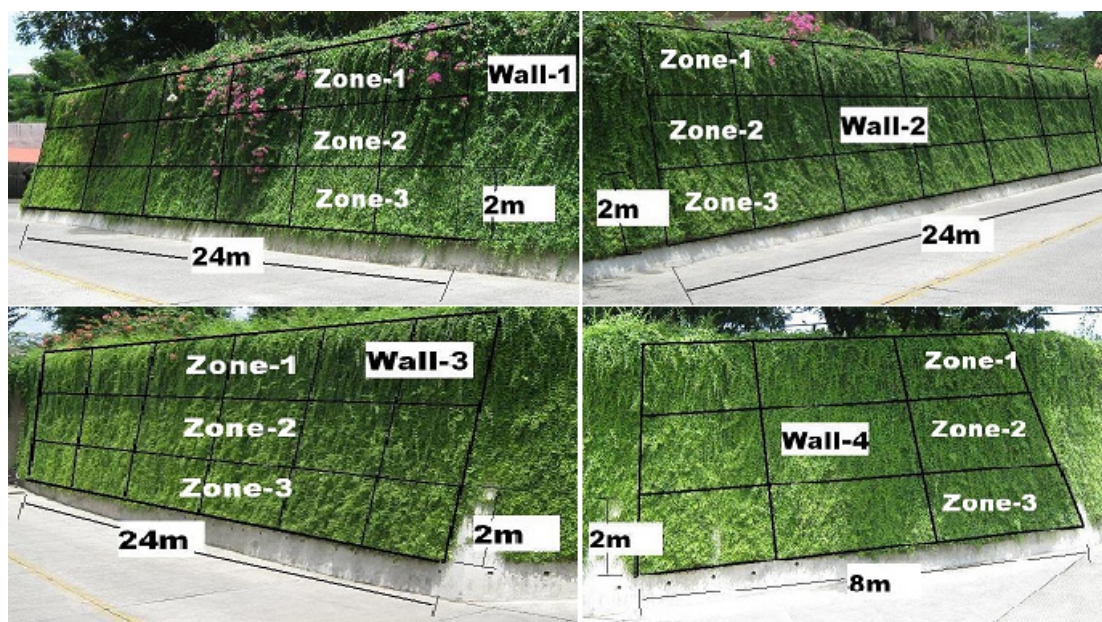 Zone-1
Wall-1
Zone-2
Zone-3
2m
24m
Zone-1
Zone-2
Wall-2
Zone-3
2m
24m
Zone-1
Wall-3
Zone-2
Zone-3
2m
24m
Zone-1
Zone-2
Wall-4
Zone-3
2m
8m